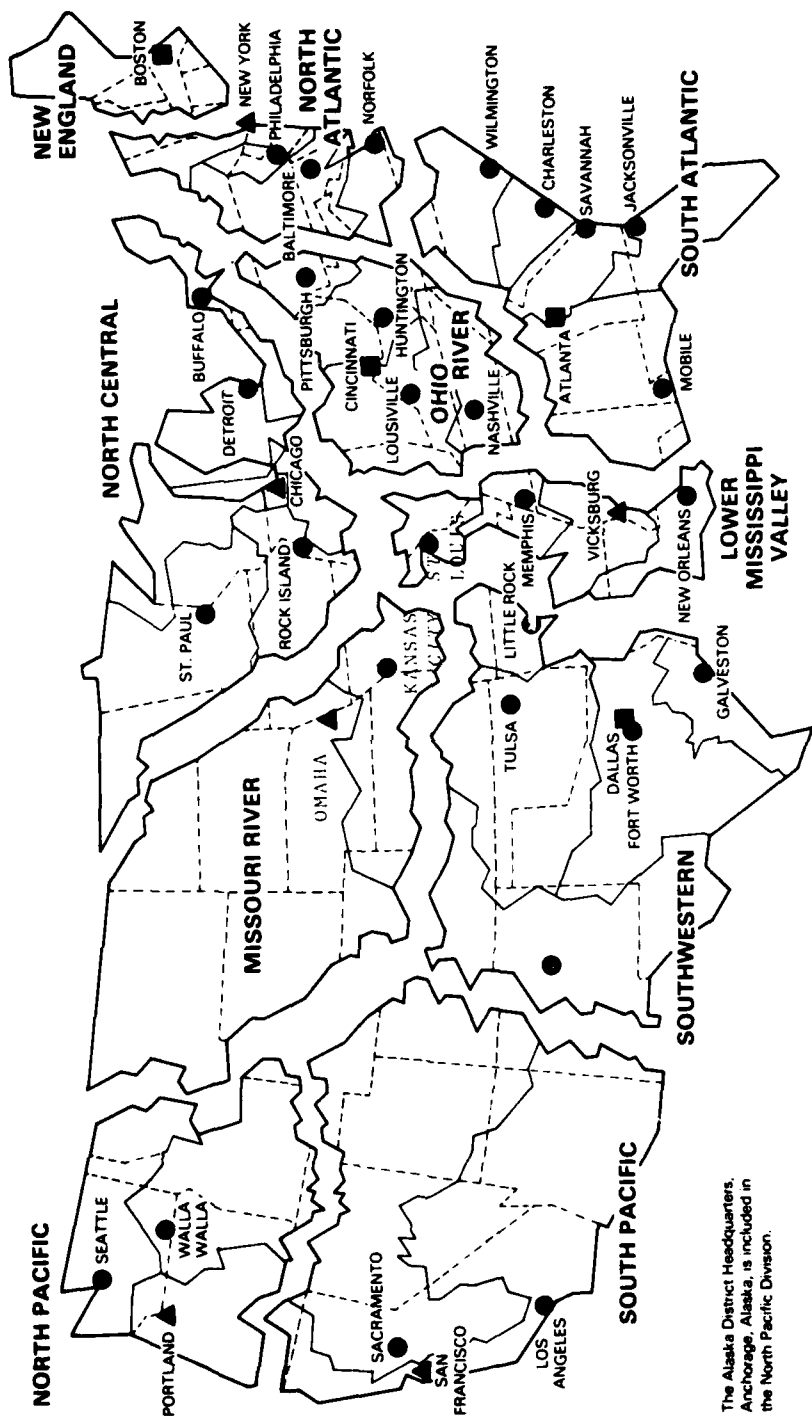 NORTH PACIFIC
SEATTLE
WALLA
WALLA
PORTLAND
SACRAMENTO
SAN
FRANCISCO
LOS
ANGELES
SOUTH PACIFIC
MISSOURI RIVER
OMAHA
KANSAS
CITY
SOUTHWESTERN
TULSA
DALLAS
FORT WORTH
GALVESTON
LITTLE ROCK
NORTH CENTRAL
ST. PAUL
ROCK ISLAND
CHICAGO
DETROIT
BUFFALO
ST.
LOUIS
MEMPHIS
VICKSBURG
NEW ORLEANS
LOWER
MISSISSIPPI
VALLEY
PITTSBURGH
CINCINNATI
HUNTINGTON
LOUSIVILLE
OHIO
RIVER
NASHVILLE
NEW
ENGLAND
BOSTON
NEW YORK
PHILADELPHIA
NORTH
ATLANTIC
BALTIMORE
NORFOLK
WILMINGTON
CHARLESTON
SAVANNAH
JACKSONVILLE
ATLANTA
MOBILE
SOUTH ATLANTIC
The Alaska District Headquarters,
Anchorage, Alaska, is included in
the North Pacific Division.